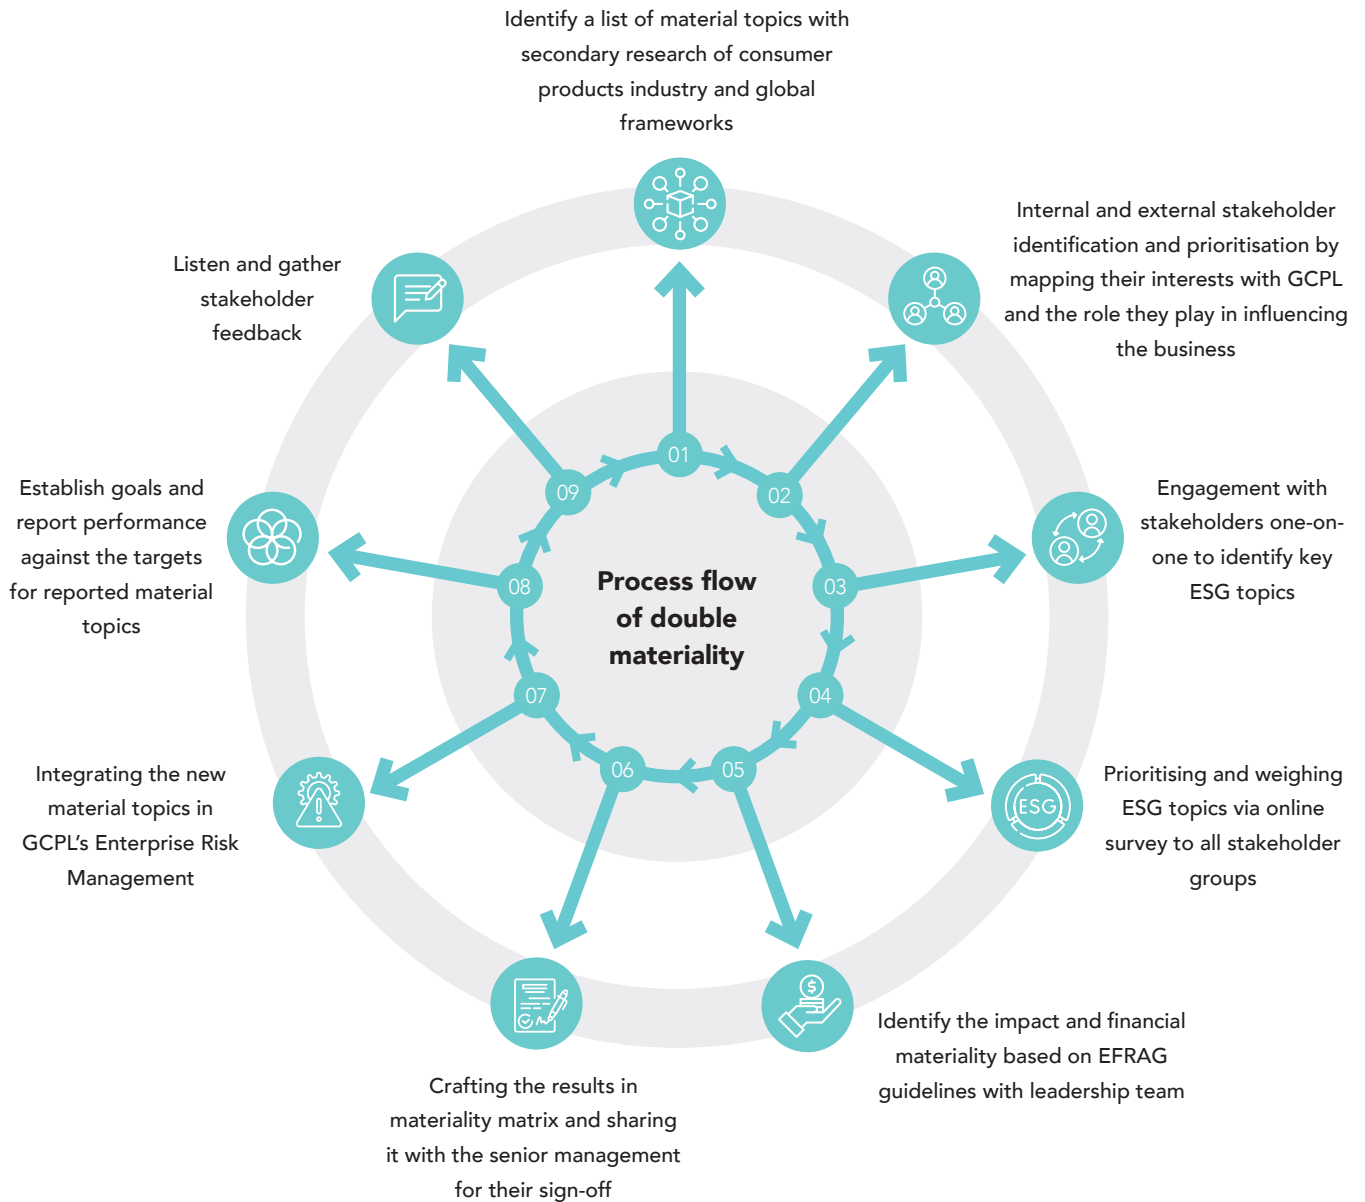 Identify a list of material topics with
secondary research of consumer
products industry and global
frameworks
Internal and external stakeholder
identification and prioritisation by
mapping their interests with GCPL
and the role they play in influencing
the business
Engagement with
stakeholders one-on-
one to identify key
ESG topics
Prioritising and weighing
ESG topics via online
survey to all stakeholder
groups
Identify the impact and financial
materiality based on EFRAG
guidelines with leadership team
Crafting the results in
materiality matrix and sharing
it with the senior management
for their sign-off
Integrating the new
material topics in
GCPL's Enterprise Risk
Management
Establish goals and
report performance
against the targets
for reported material
topics
Listen and gather
stakeholder
feedback
Process flow
of double
materiality
01
02
03
04
05
06
07
08
09
ESG
$